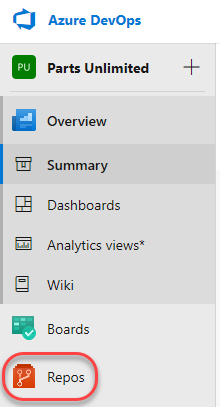 Azure DevOps
PU Parts Unlimited +
Overview
Summary
Dashboards
Analytics views*
Wiki
Boards
Repos